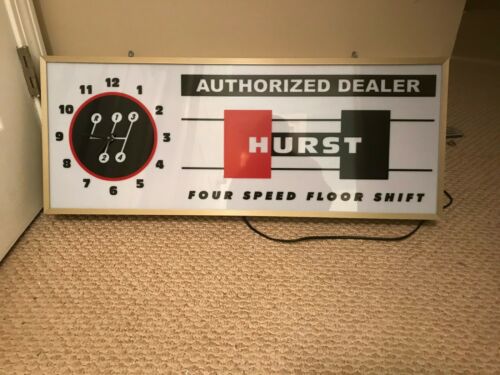 12
11 1
10 2
9 3
8 4
7 5
6
R 1 3
2 4
AUTHORIZED DEALER
HURST
FOUR SPEED FLOOR SHIFT